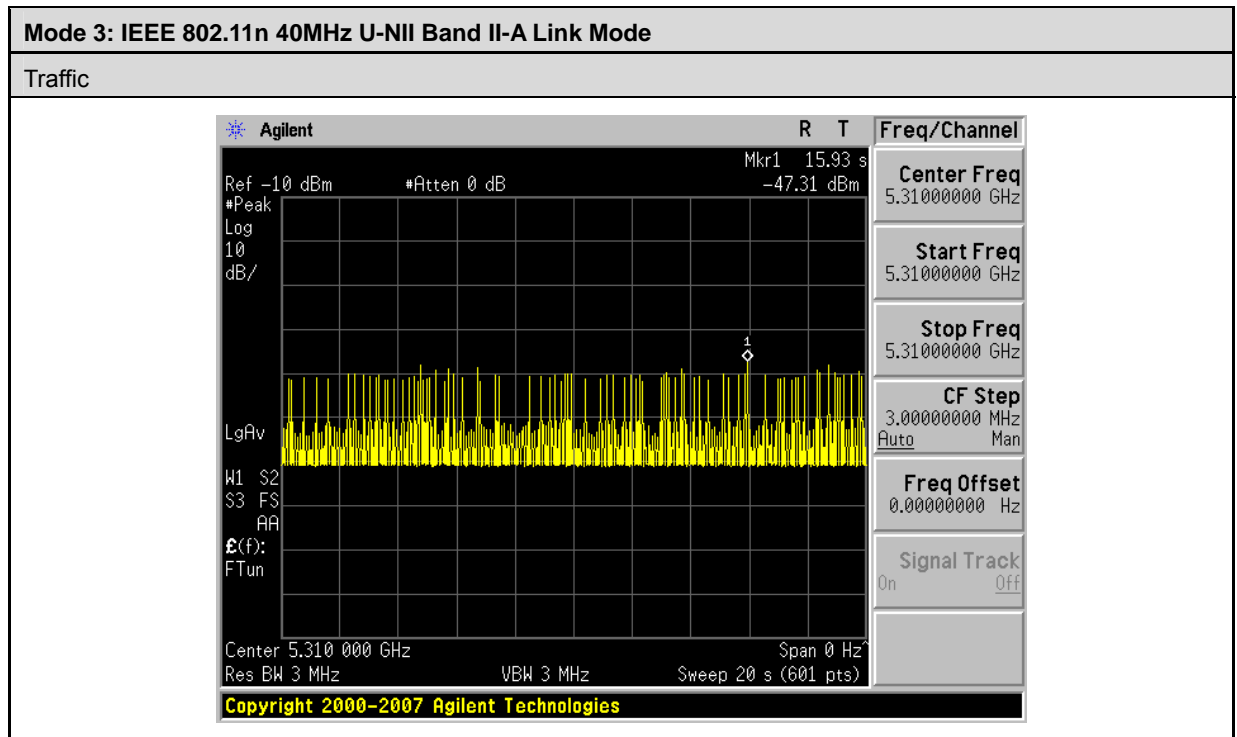 Mode 3: IEEE 802.11n 40MHz U-NII Band II-A Link Mode
Traffic
Agilent R T Freq/Channel
Mkr1 15.93 s
Ref -10 dBm #Atten 0 dB -47.31 dBm
#Peak
Log
10
dB/
1
LgAv
W1 S2
S3 FS
AA
£(f):
FTun
Center 5.310 000 GHz Span 0 Hz^
Res BW 3 MHz VBW 3 MHz Sweep 20 s (601 pts)
Copyright 2000-2007 Agilent Technologies
Center Freq
5.31000000 GHz
Start Freq
5.31000000 GHz
Stop Freq
5.31000000 GHz
CF Step
3.00000000 MHz
Auto Man
Freq Offset
0.00000000 Hz
Signal Track
On Off